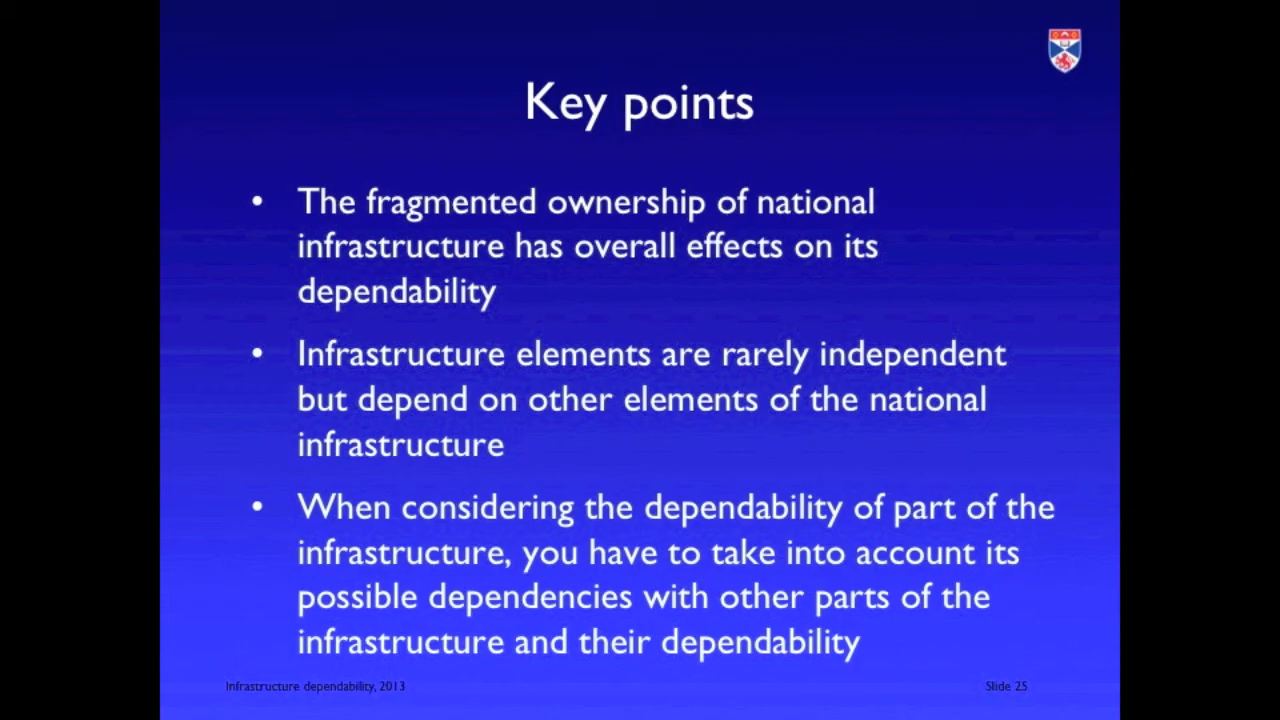 Key points
• The fragmented ownership of national
infrastructure has overall effects on its
dependability
• Infrastructure elements are rarely independent
but depend on other elements of the national
infrastructure
• When considering the dependability of part of the
infrastructure, you have to take into account its
possible dependencies with other parts of the
infrastructure and their dependability
Infrastructure dependability, 2013
Slide 25